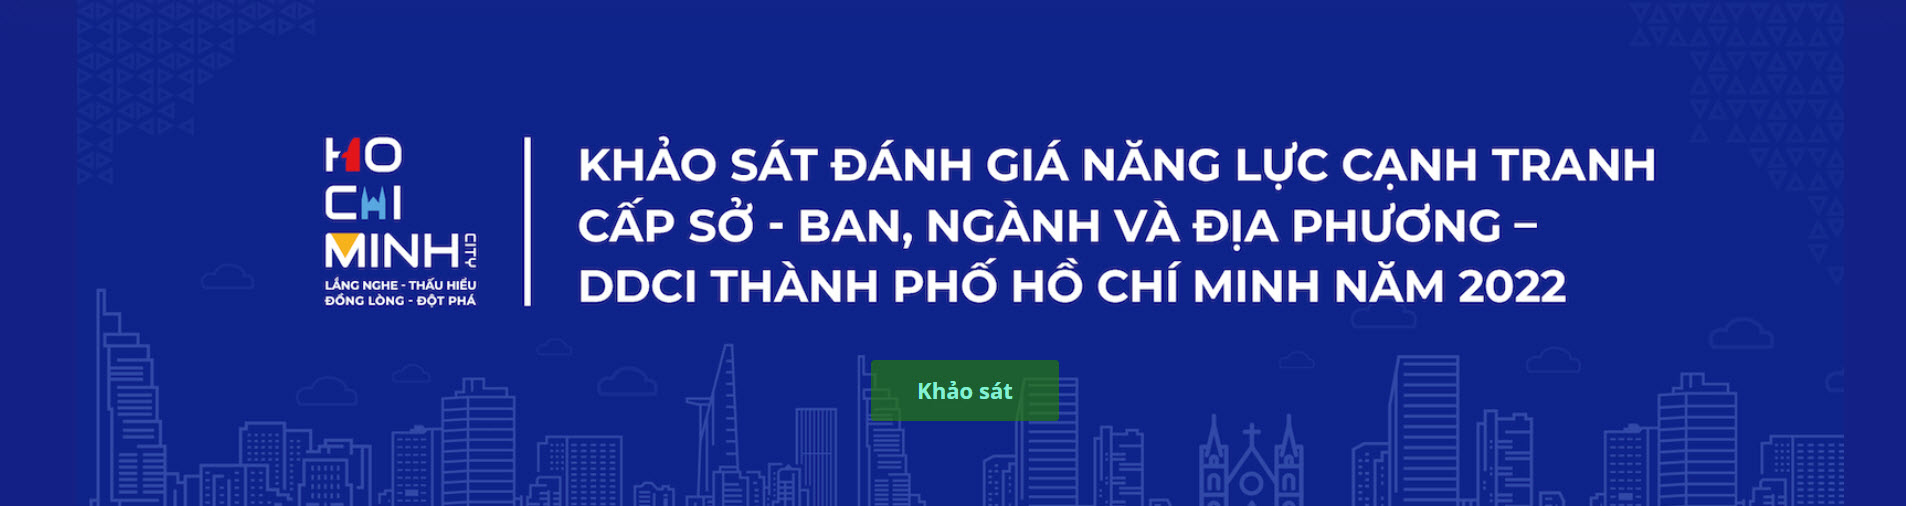 HO
CHI
MINH CITY
LẮNG NGHE - THẤU HIỂU
ĐỒNG LÒNG - ĐỘT PHÁ
KHẢO SÁT ĐÁNH GIÁ NĂNG LỰC CẠNH TRANH
CẤP SỞ - BAN, NGÀNH VÀ ĐỊA PHƯƠNG –
DDCI THÀNH PHỐ HỒ CHÍ MINH NĂM 2022
Khảo sát